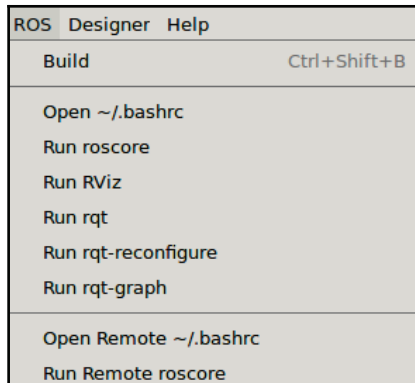 ROS Designer Help
Build Ctrl+Shift+B
Open ~/.bashrc
Run roscore
Run RViz
Run rqt
Run rqt-reconfigure
Run rqt-graph
Open Remote ~/.bashrc
Run Remote roscore